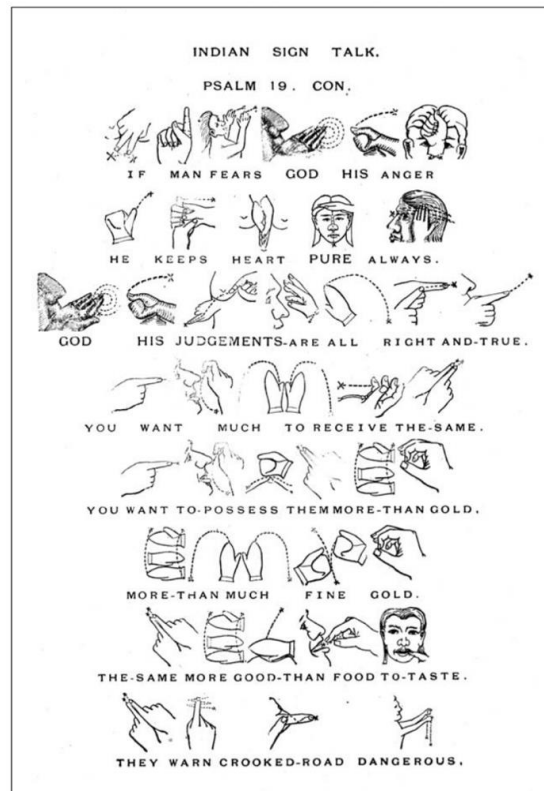 INDIAN SIGN TALK.
PSALM 19. CON.
IF MAN FEARS GOD HIS ANGER
HE KEEPS HEART PURE ALWAYS.
GOD HIS JUDGEMENTS-ARE ALL RIGHT AND-TRUE.
YOU WANT MUCH TO RECEIVE THE-SAME.
YOU WANT TO-POSSESS THEMMORE-THAN GOLD,
MORE-THAN MUCH FINE GOLD.
THE-SAME MORE GOOD-THAN FOOD TO-TASTE.
THEY WARN CROOKED-ROAD DANGEROUS,